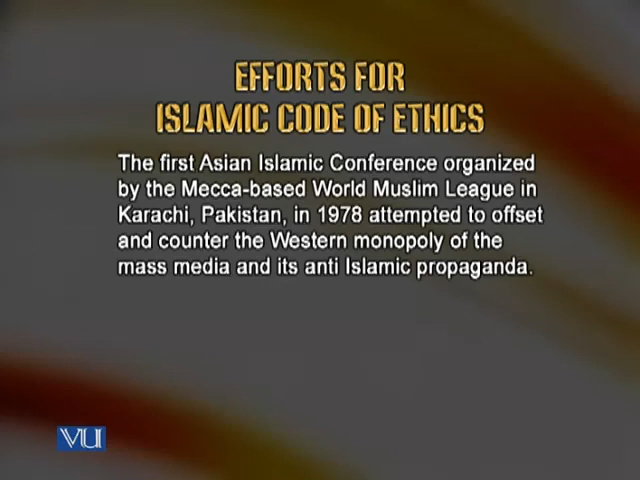 EFFORTS FOR
ISLAMIC CODE OF ETHICS
The first Asian Islamic Conference organized
by the Mecca-based World Muslim League in
Karachi, Pakistan, in 1978 attempted to offset
and counter the Western monopoly of the
mass media and its anti Islamic propaganda.
VU